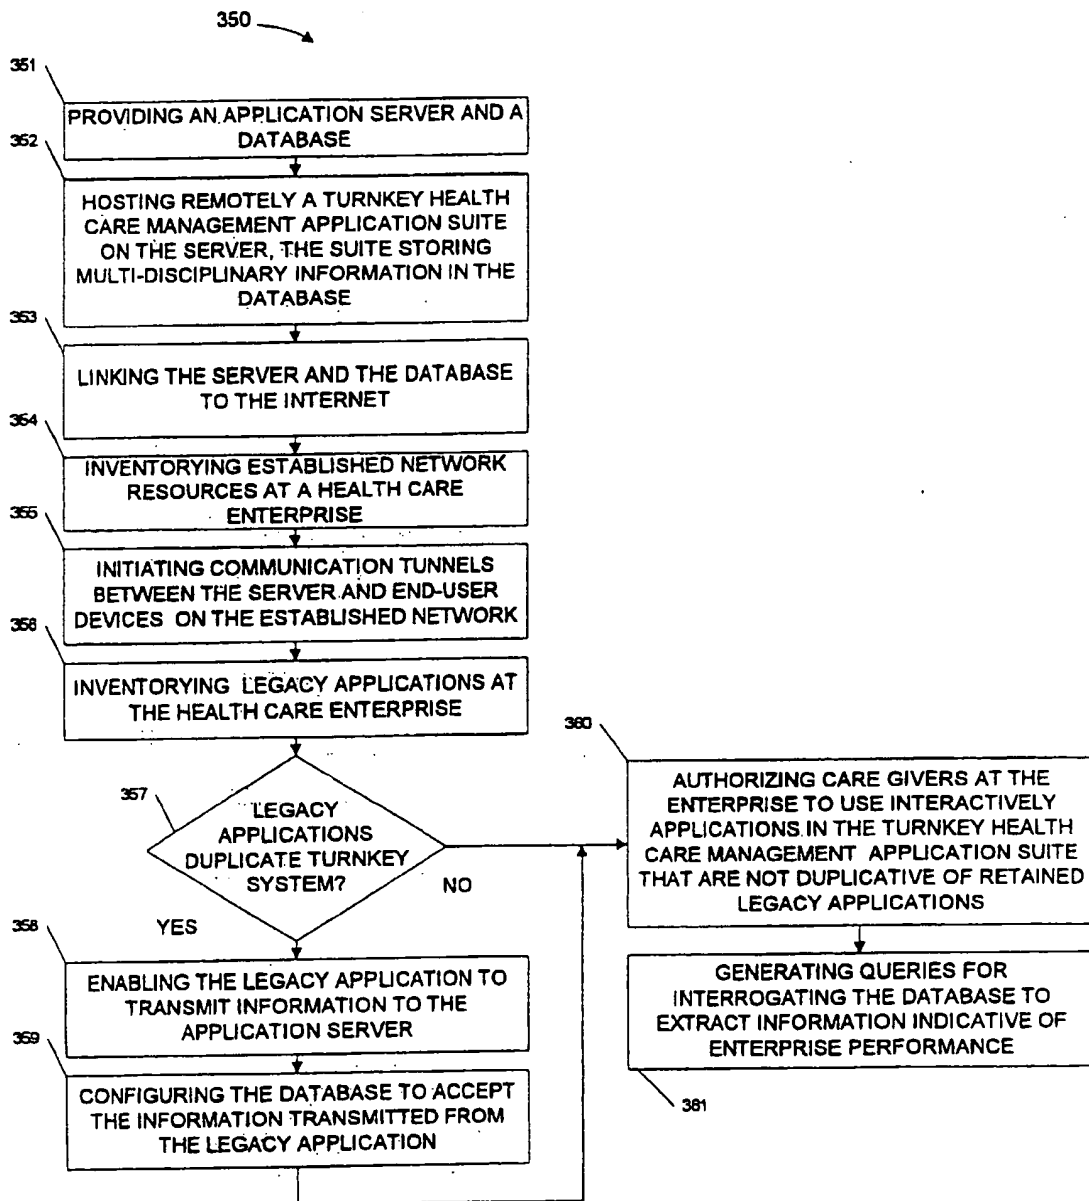 350
351
PROVIDING AN APPLICATION SERVER AND A
DATABASE
352
HOSTING REMOTELY A TURNKEY HEALTH
CARE MANAGEMENT APPLICATION SUITE
ON THE SERVER, THE SUITE STORING
MULTI-DISCIPLINARY INFORMATION IN THE
DATABASE
353
LINKING THE SERVER AND THE DATABASE
TO THE INTERNET
354
INVENTORYING ESTABLISHED NETWORK
RESOURCES AT A HEALTH CARE
ENTERPRISE
355
INITIATING COMMUNICATION TUNNELS
BETWEEN THE SERVER AND END-USER
DEVICES ON THE ESTABLISHED NETWORK
356
INVENTORYING LEGACY APPLICATIONS AT
THE HEALTH CARE ENTERPRISE
357
LEGACY
APPLICATIONS
DUPLICATE TURNKEY
SYSTEM?
NO
YES
358
ENABLING THE LEGACY APPLICATION TO
TRANSMIT INFORMATION TO THE
APPLICATION SERVER
359
CONFIGURING THE DATABASE TO ACCEPT
THE INFORMATION TRANSMITTED FROM
THE LEGACY APPLICATION
360
AUTHORIZING CARE GIVERS AT THE
ENTERPRISE TO USE INTERACTIVELY
APPLICATIONS IN THE TURNKEY HEALTH
CARE MANAGEMENT APPLICATION SUITE
THAT ARE NOT DUPLICATIVE OF RETAINED
LEGACY APPLICATIONS
GENERATING QUERIES FOR
INTERROGATING THE DATABASE TO
EXTRACT INFORMATION INDICATIVE OF
ENTERPRISE PERFORMANCE
361